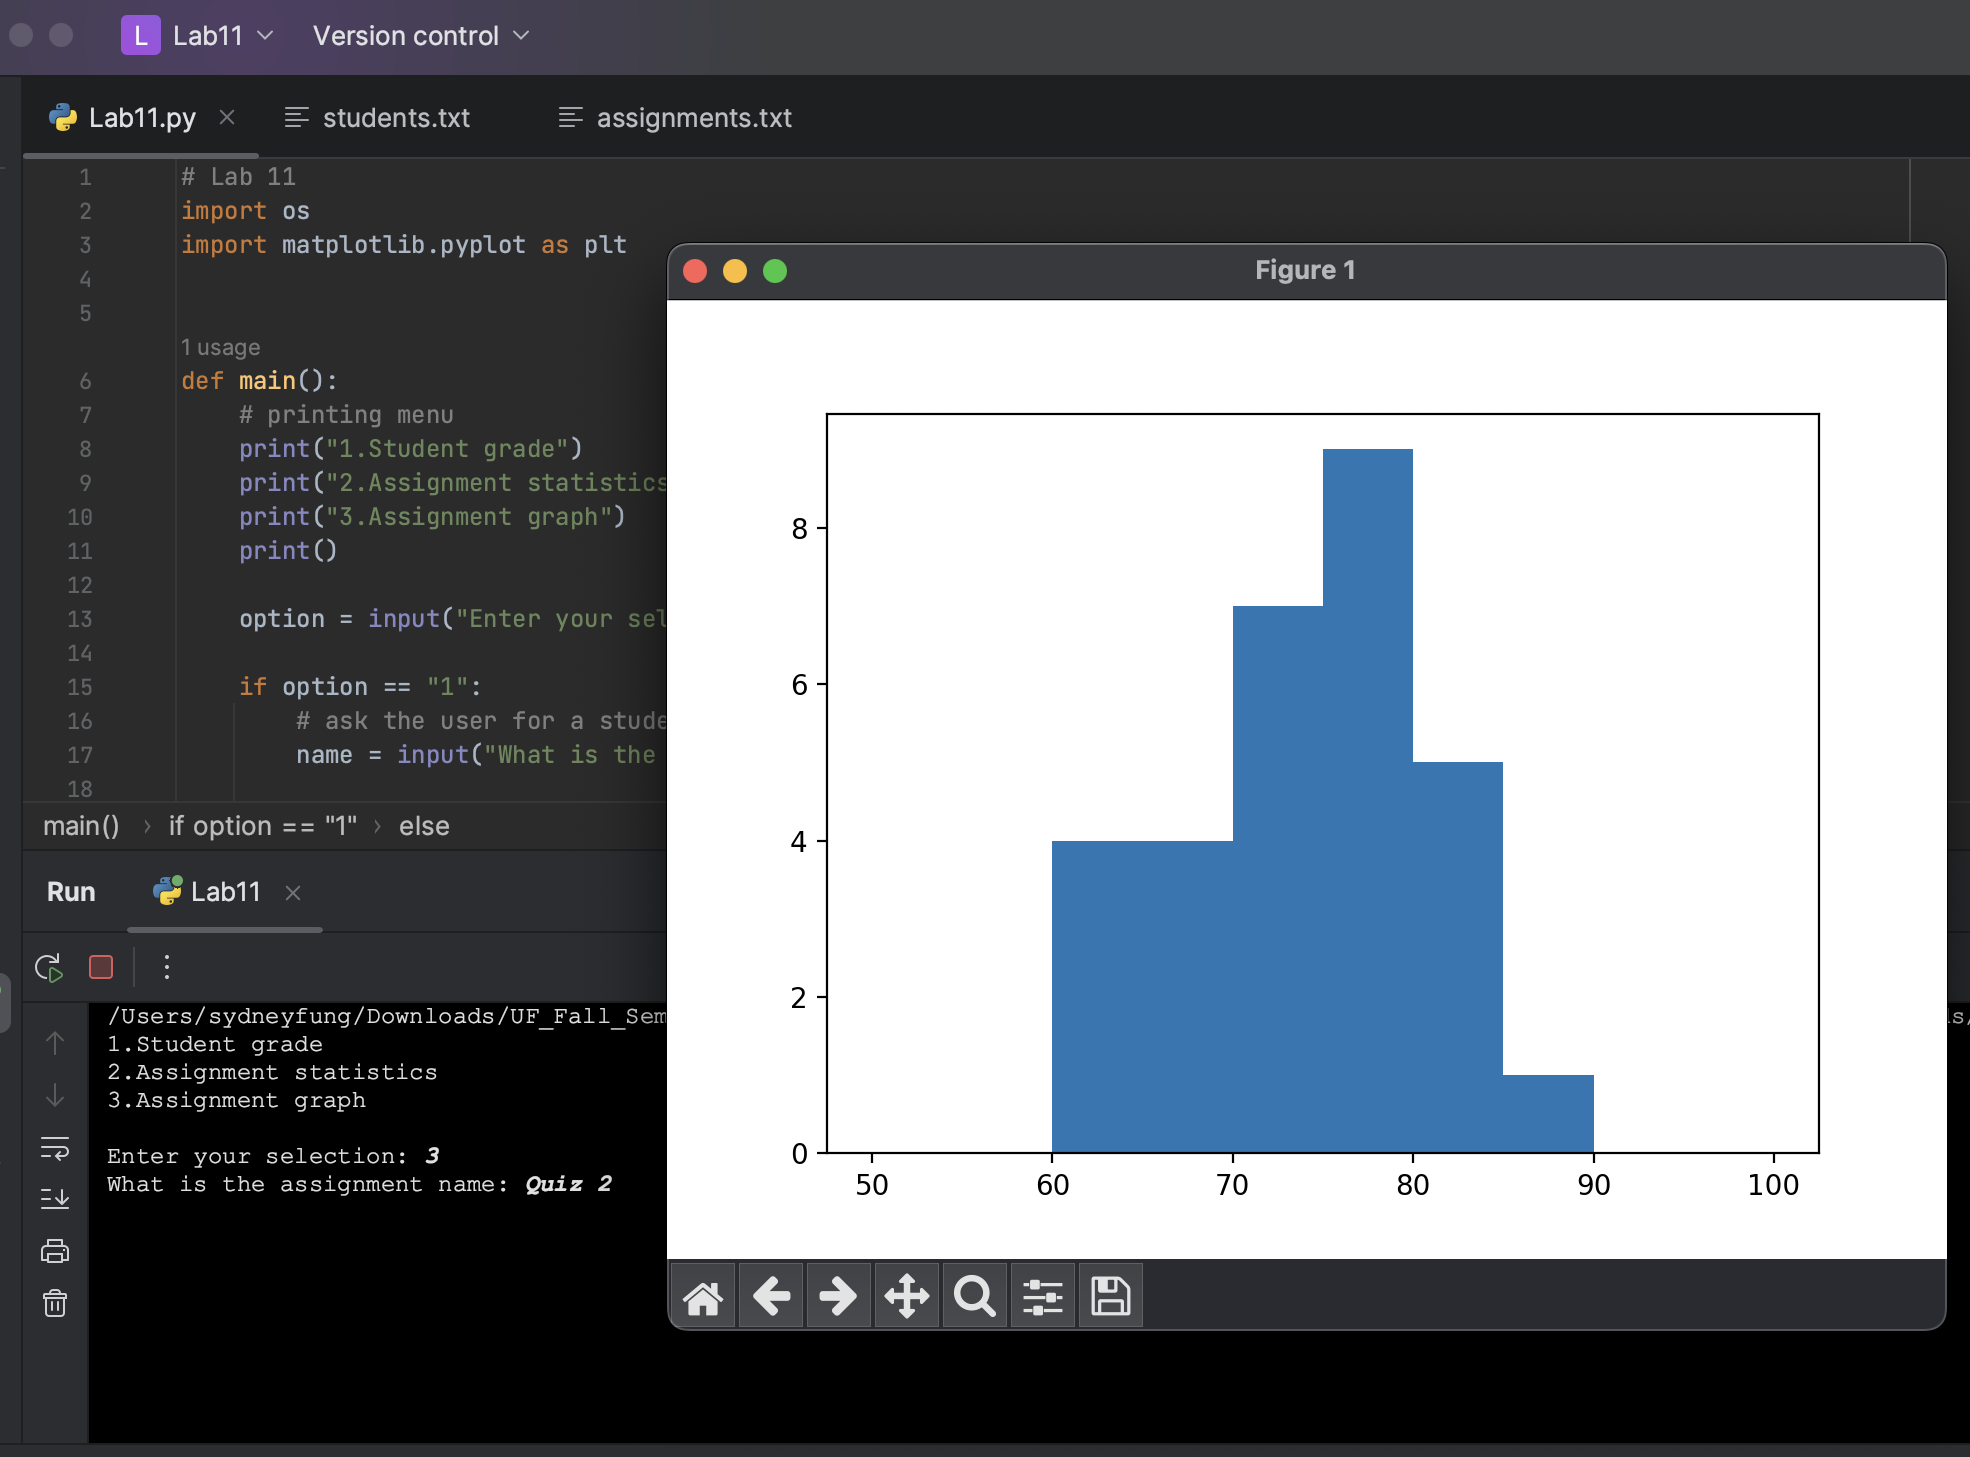 L Lab11 Version control
Lab11.py students.txt assignments.txt
1 # Lab 11
2 import os
3 import matplotlib.pyplot as plt
4
5
1 usage
6 def main():
7 # printing menu
8 print("1.Student grade")
9 print("2.Assignment statistics
10 print("3.Assignment graph")
11 print()
12
13 option = input("Enter your sel
14
15 if option == "1":
16 # ask the user for a stude
17 name = input("What is the
18
main() › if option == "1" › else
Run Lab11
/Users/sydneyfung/Downloads/UF_Fall_Sem
1.Student grade
2.Assignment statistics
3.Assignment graph
Enter your selection: 3
What is the assignment name: Quiz 2
Figure 1
8
6
4
2
0
50 60 70 80 90 100